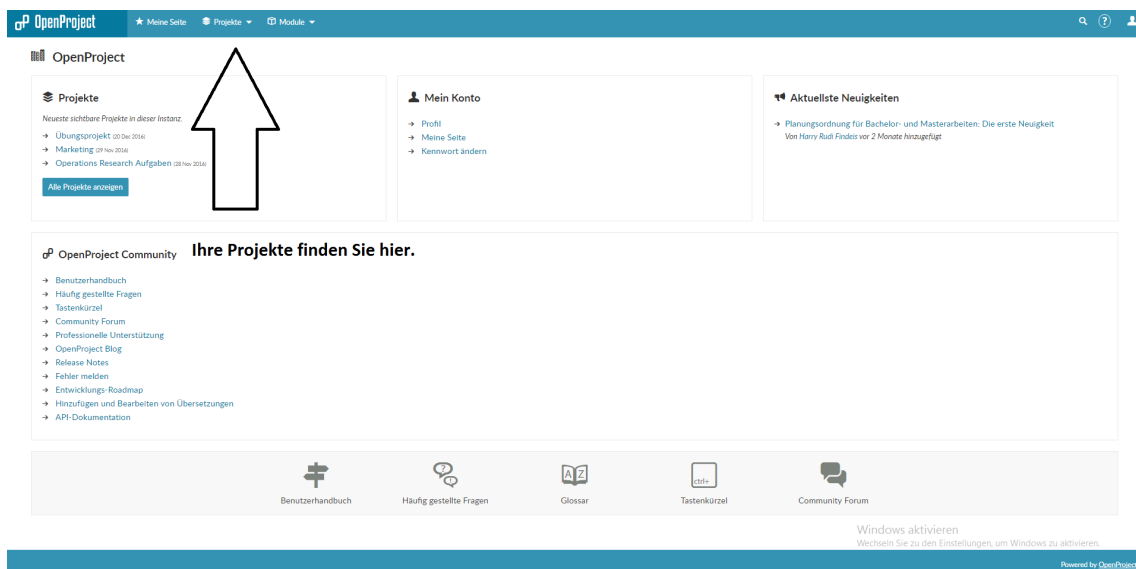 OpenProject Meine Seite Projekte Module ?
OpenProject
Projekte
Neueste sichtbare Projekte in dieser Instanz.
→ Übungsprojekt (20 Dec 2016)
→ Marketing (29 Nov 2016)
→ Operations Research Aufgaben (28 Nov 2016)
Alle Projekte anzeigen
Mein Konto
→ Profil
→ Meine Seite
→ Kennwort ändern
Aktuellste Neuigkeiten
→ Planungsordnung für Bachelor- und Masterarbeiten: Die erste Neuigkeit
Von Harry Rudi Findeis vor 2 Monate hinzugefügt
Ihre Projekte finden Sie hier.
OpenProject Community
→ Benutzerhandbuch
→ Häufig gestellte Fragen
→ Tastenkürzel
→ Community Forum
→ Professionelle Unterstützung
→ OpenProject Blog
→ Release Notes
→ Fehler melden
→ Entwicklungs-Roadmap
→ Hinzufügen und Bearbeiten von Übersetzungen
→ API-Dokumentation
? ! A Z ctrl+
Benutzerhandbuch Häufig gestellte Fragen Glossar Tastenkürzel Community Forum
Windows aktivieren
Wechseln Sie zu den Einstellungen, um Windows zu aktivieren.
Powered by OpenProject